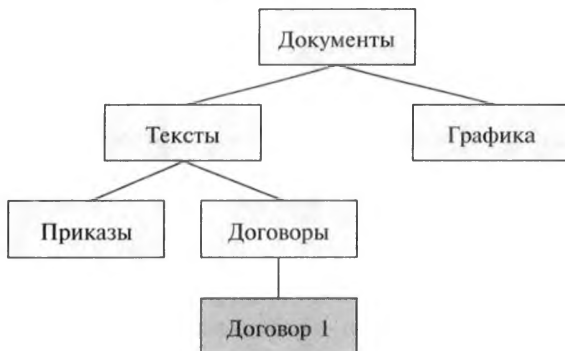 Документы
Тексты
Графика
Приказы
Договоры
Договор 1